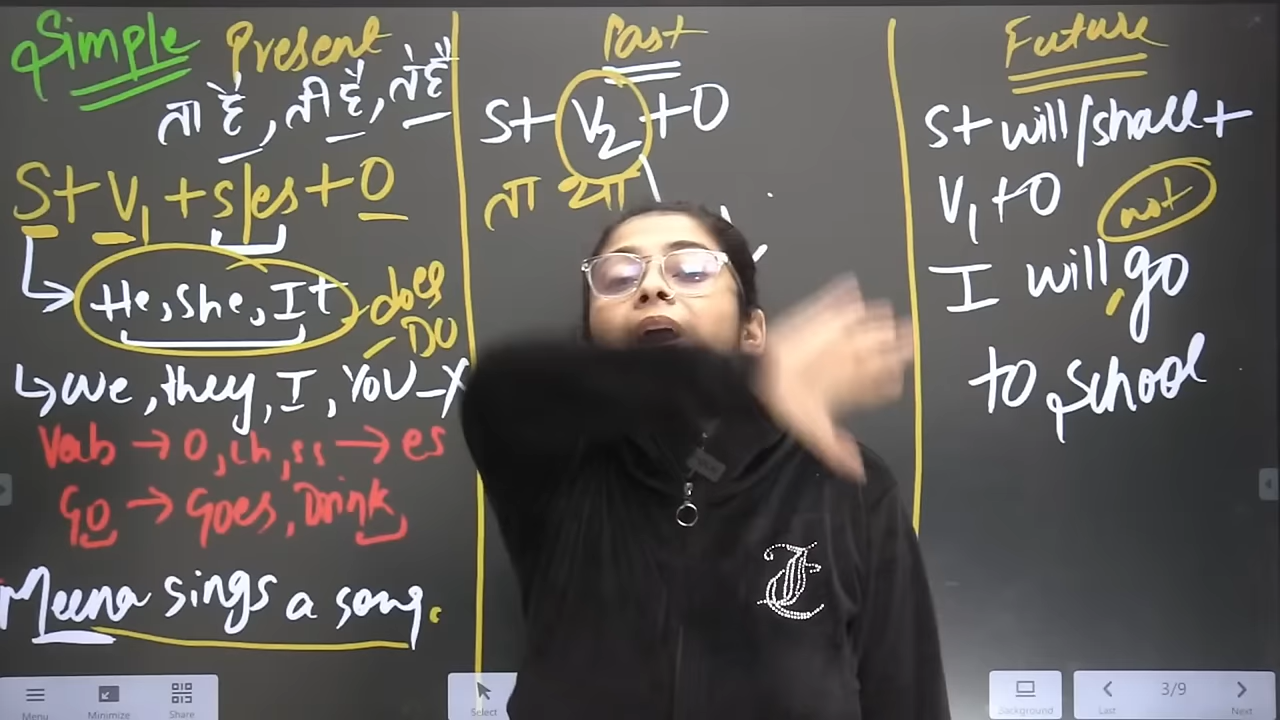 Simple Present
ता है, ती है, ते हैं
S + V1 + s/es + O
He, She, It - does
DO
We, they, I, YOU - X
Verb → O, ch, ss → es
Go → Goes, Drink
Meena sings a song.
Past
S + V2 + O
ता था
Future
S + will/shall +
V1 + O not
I will go
to school
Menu
Minimize
Share
Select
Background
Last
3/9
Next